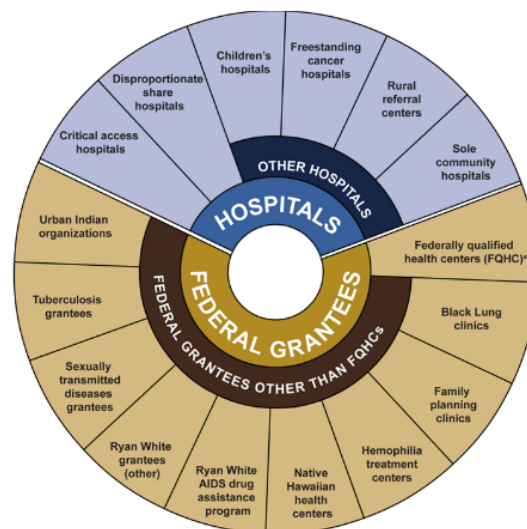 Critical access
hospitals
Disproportionate
share
hospitals
Children's
hospitals
Freestanding
cancer
hospitals
Rural
referral
centers
Sole
community
hospitals
OTHER HOSPITALS
HOSPITALS
FEDERAL GRANTEES
FEDERAL GRANTEES OTHER THAN FQHCs
Federally qualified
health centers (FQHC)ᵃ
Black Lung
clinics
Family
planning
clinics
Hemophilia
treatment
centers
Native
Hawaiian
health
centers
Ryan White
AIDS drug
assistance
program
Ryan White
grantees
(other)
Sexually
transmitted
diseases
grantees
Tuberculosis
grantees
Urban Indian
organizations